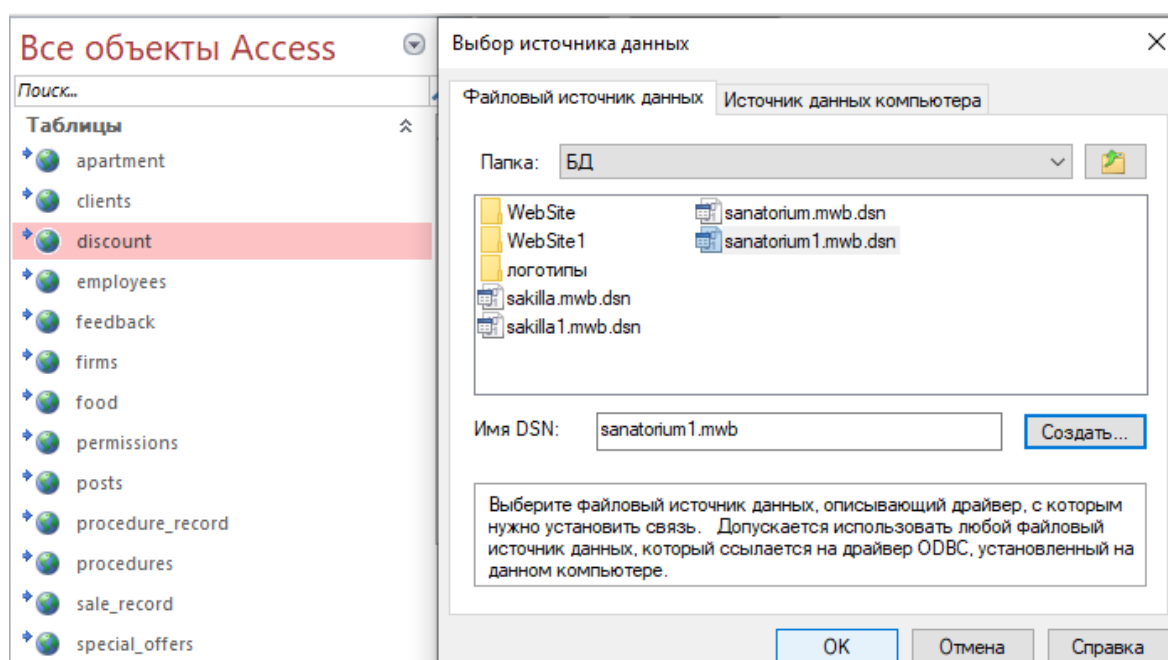 Все объекты Access
Поиск...
Таблицы
apartment
clients
discount
employees
feedback
firms
food
permissions
posts
procedure_record
procedures
sale_record
special_offers
Выбор источника данных
Файловый источник данных
Источник данных компьютера
Папка:
БД
WebSite
WebSite1
логотипы
sakilla.mwb.dsn
sakilla1.mwb.dsn
sanatorium.mwb.dsn
sanatorium1.mwb.dsn
Имя DSN:
sanatorium1.mwb
Создать...
Выберите файловый источник данных, описывающий драйвер, с которым
нужно установить связь. Допускается использовать любой файловый
источник данных, который ссылается на драйвер ODBC, установленный на
данном компьютере.
OK
Отмена
Справка